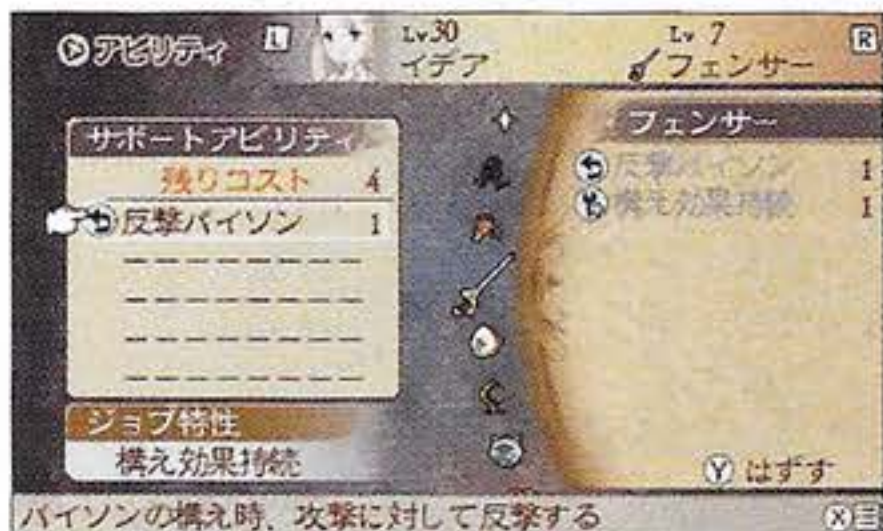 アビリティ
L
Lv30
イデア
Lv 7
フェンサー
R
サポートアビリティ
残りコスト 4
反撃バイソン 1
ジョブ特性
構え効果持続
フェンサー
反撃バイソン 1
構え効果持続 1
Y はずす
バイソンの構え時、攻撃に対して反撃する
X